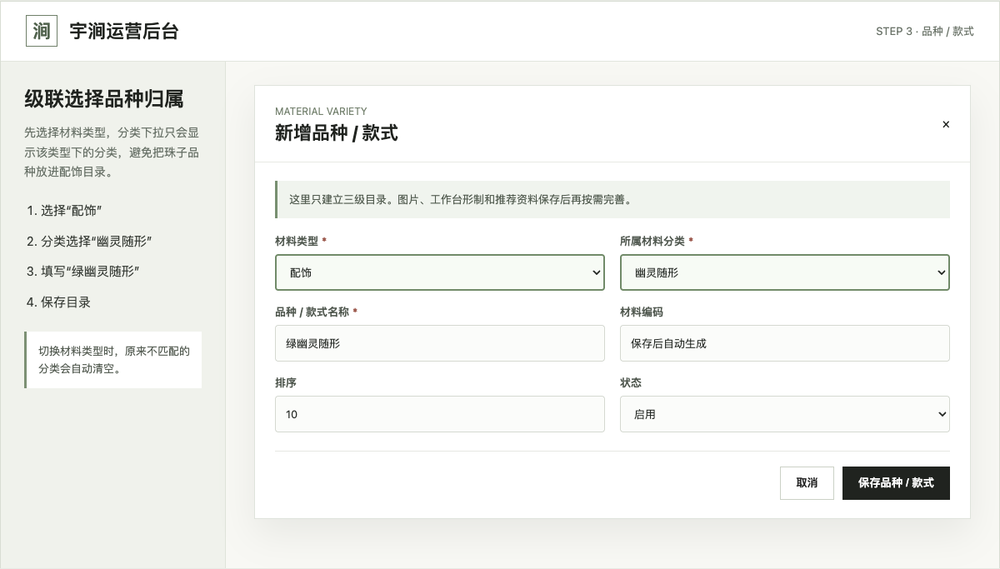 涧 宇涧运营后台
STEP 3 · 品种 / 款式
级联选择品种归属
先选择材料类型，分类下拉只会显
示该类型下的分类，避免把珠子品
种放进配饰目录。
1. 选择“配饰”
2. 分类选择“幽灵随形”
3. 填写“绿幽灵随形”
4. 保存目录
切换材料类型时，原来不匹配的
分类会自动清空。
MATERIAL VARIETY
新增品种 / 款式
×
这里只建立三级目录。图片、工作台形制和推荐资料保存后再按需完善。
材料类型 *
所属材料分类 *
配饰
幽灵随形
品种 / 款式名称 *
材料编码
绿幽灵随形
保存后自动生成
排序
状态
10
启用
取消
保存品种 / 款式